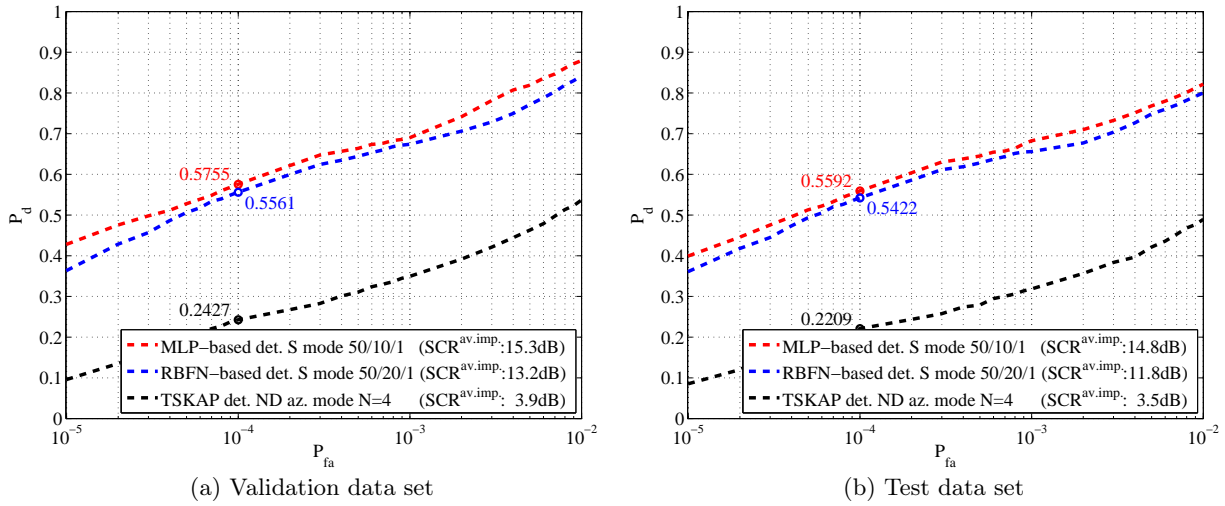 1
0.9
0.8
0.7
0.6
0.5
0.4
0.3
0.2
0.1
0
P_d
0.5755
0.5561
0.2427
MLP−based det. S mode 50/10/1 (SCR^av.imp.:15.3dB)
RBFN−based det. S mode 50/20/1 (SCR^av.imp.:13.2dB)
TSKAP det. ND az. mode N=4 (SCR^av.imp.: 3.9dB)
10^−5 10^−4 10^−3 10^−2
P_fa
(a) Validation data set
1
0.9
0.8
0.7
0.6
0.5
0.4
0.3
0.2
0.1
0
P_d
0.5592
0.5422
0.2209
MLP−based det. S mode 50/10/1 (SCR^av.imp.:14.8dB)
RBFN−based det. S mode 50/20/1 (SCR^av.imp.:11.8dB)
TSKAP det. ND az. mode N=4 (SCR^av.imp.: 3.5dB)
10^−5 10^−4 10^−3 10^−2
P_fa
(b) Test data set